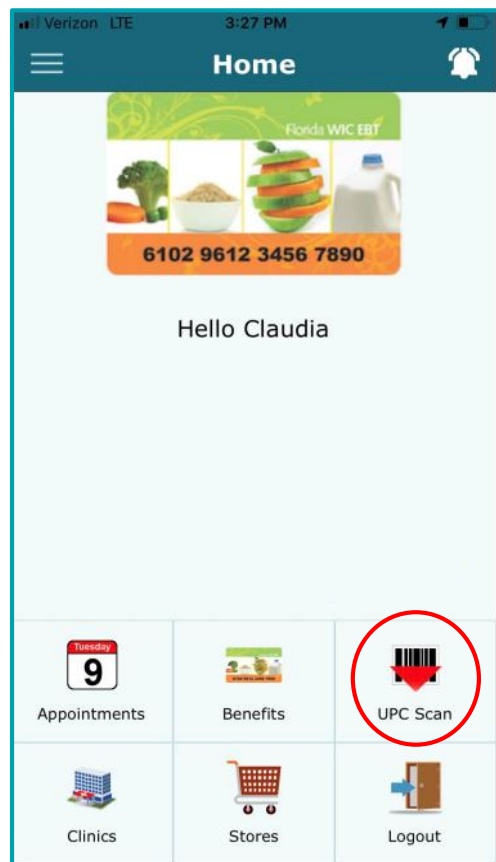 Verizon LTE 3:27 PM
Home
Florida WIC EBT
6102 9612 3456 7890
Hello Claudia
Tuesday
9
Appointments Benefits UPC Scan
Clinics Stores Logout